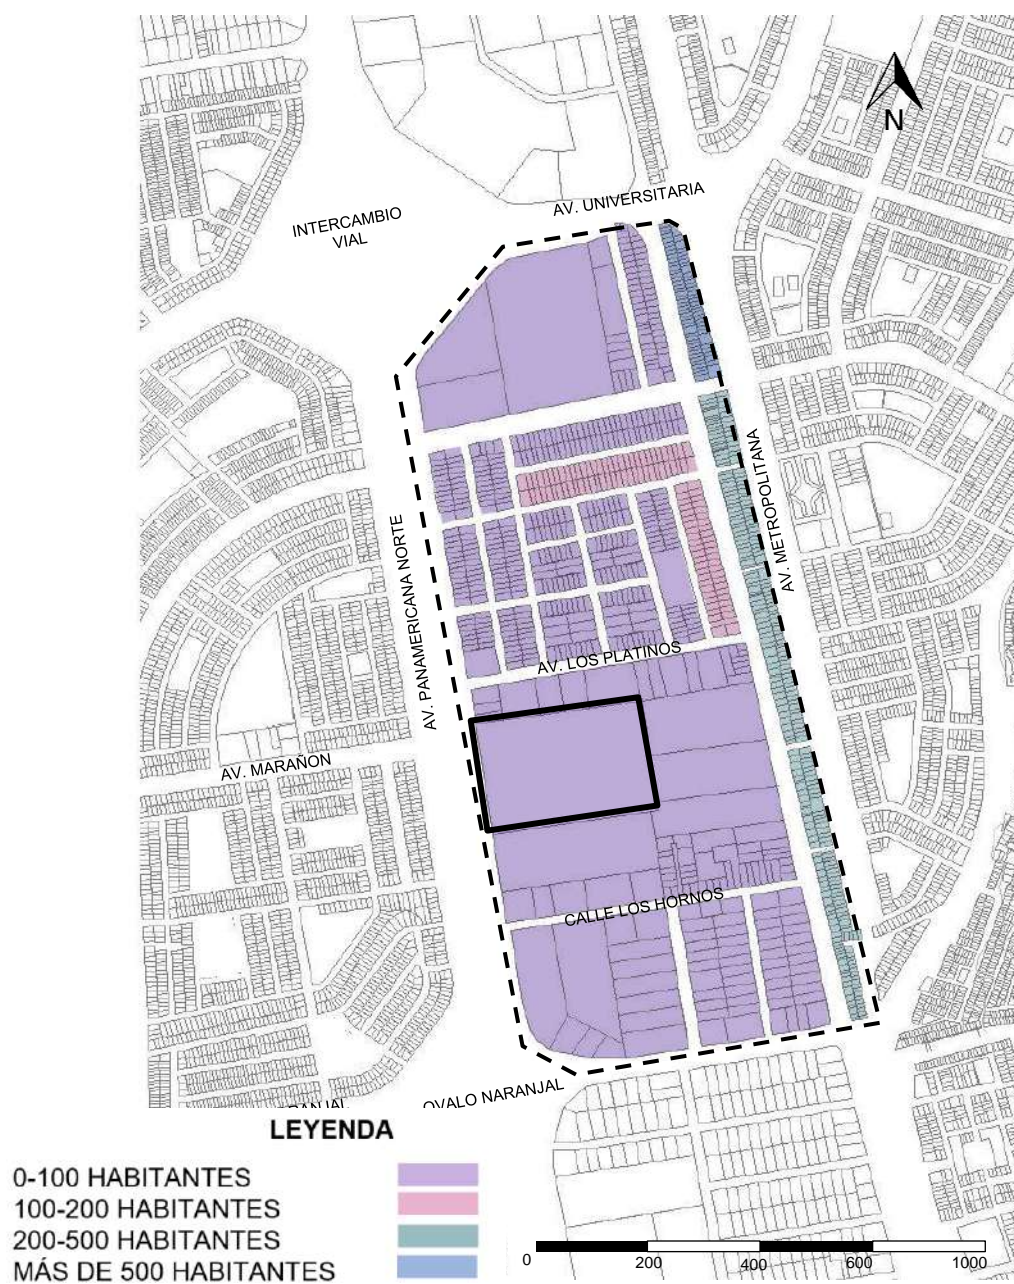 N
AV. UNIVERSITARIA
INTERCAMBIO
VIAL
AV. METROPOLITANA
AV. PANAMERICANA NORTE
AV. LOS PLATINOS
AV. MARAÑON
CALLE LOS HORNOS
OVALO NARANJAL
LEYENDA
0-100 HABITANTES
100-200 HABITANTES
200-500 HABITANTES
MÁS DE 500 HABITANTES
0 200 400 600 1000